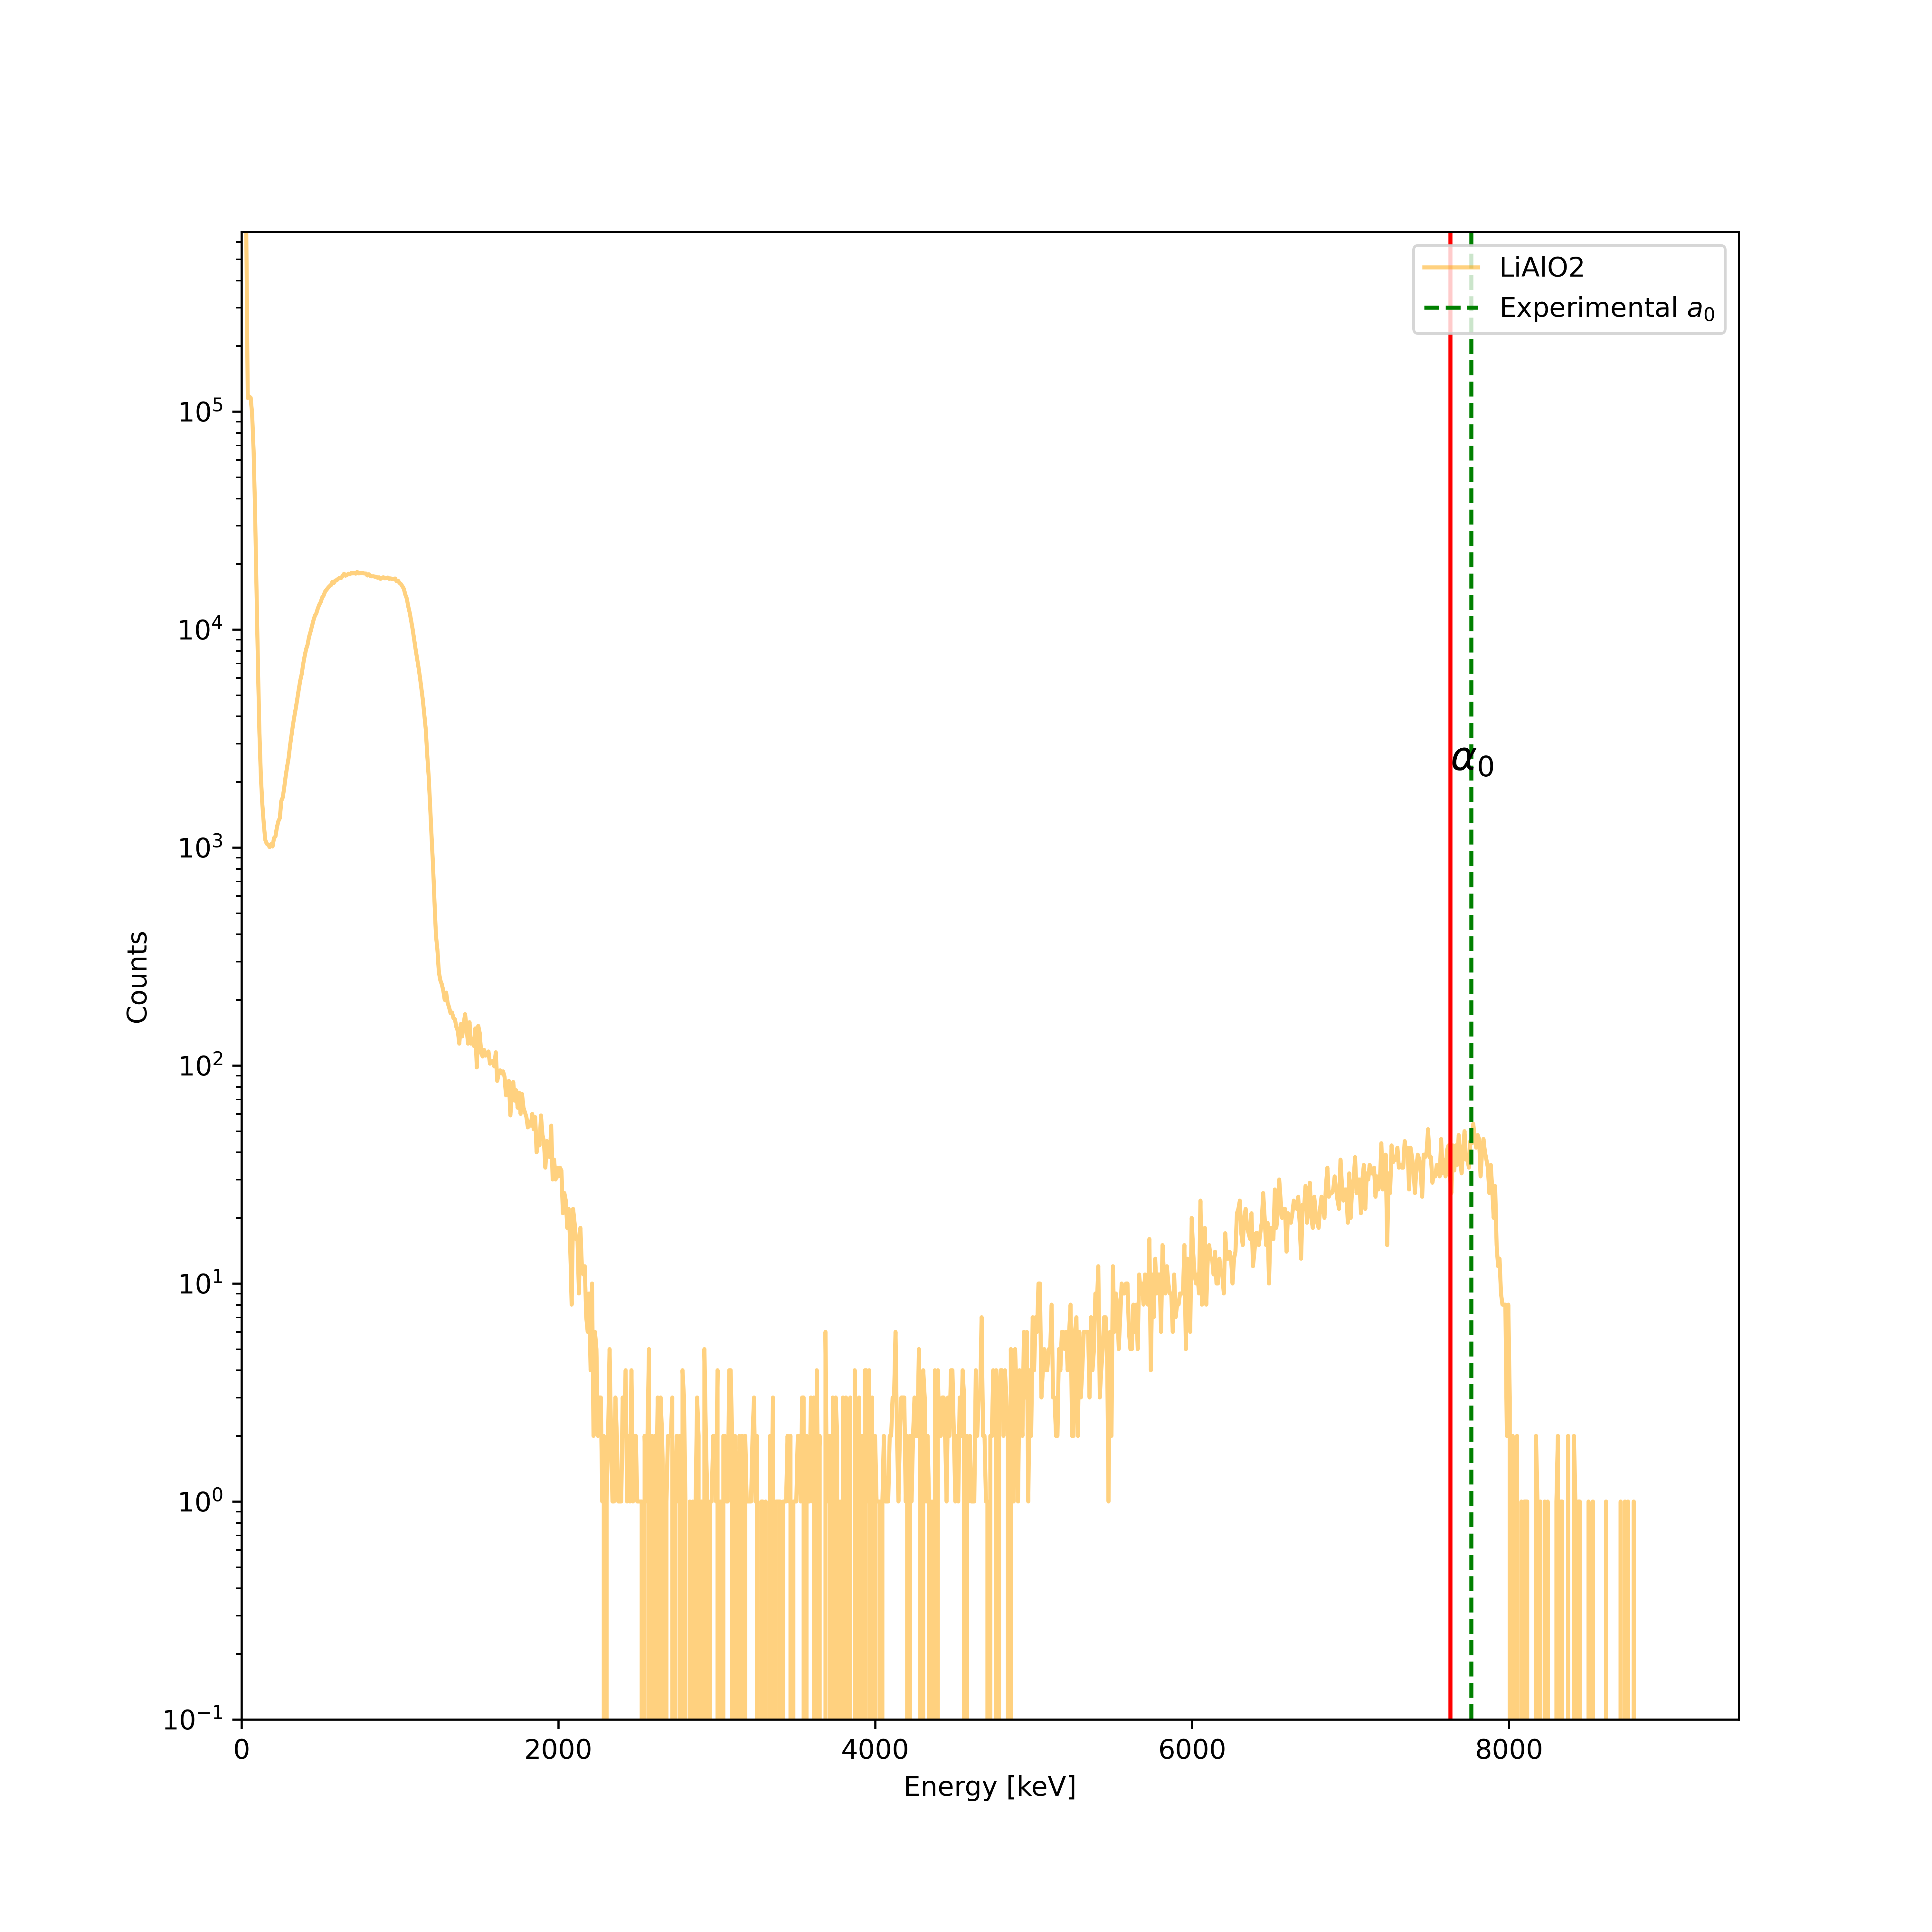 LiAlO2
Experimental a₀
α₀
Counts
10⁵
10⁴
10³
10²
10¹
10⁰
10⁻¹
0 2000 4000 6000 8000
Energy [keV]